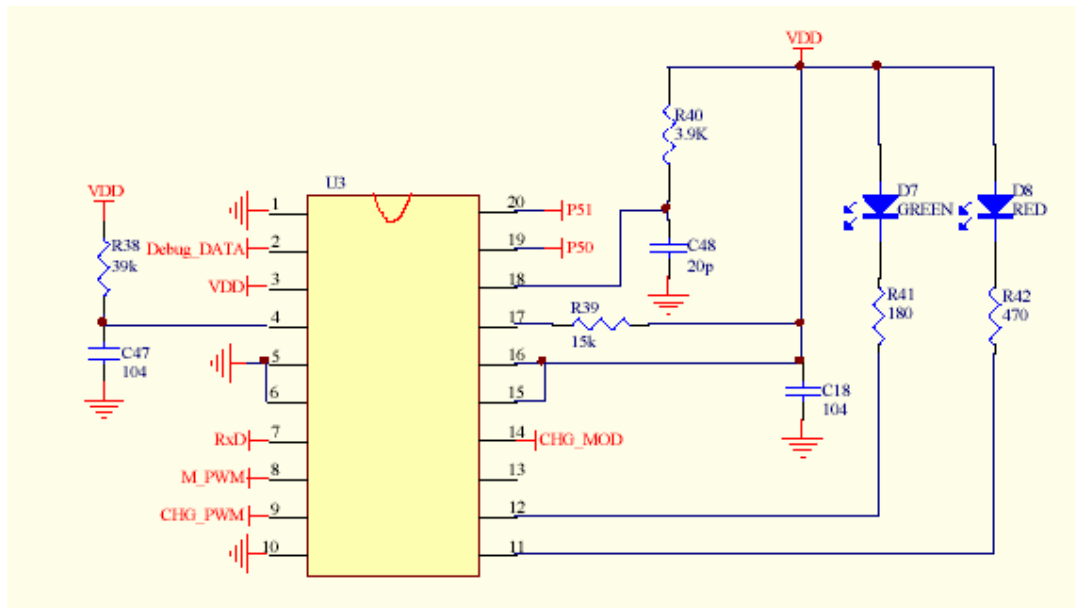 VDD
R40
3.9K
U3
D7
GREEN
D8
RED
VDD
1
20
P51
R38
39k
Debug_DATA
2
19
P50
C48
20p
VDD
3
18
R41
180
R42
470
4
17
R39
15k
C47
104
5
16
6
15
C18
104
RxD
7
14
CHG_MOD
M_PWM
8
13
CHG_PWM
9
12
10
11